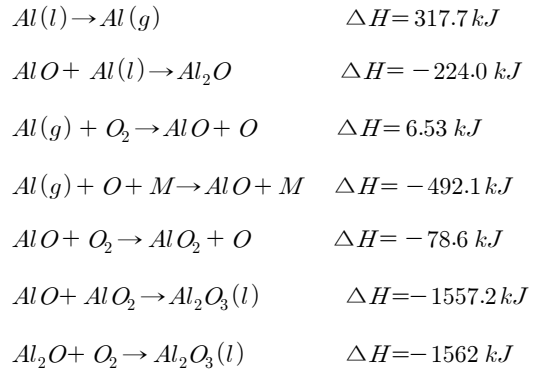 Al(l)→Al(g) △H= 317.7 kJ
AlO+ Al(l)→Al₂O △H= −224.0 kJ
Al(g) + O₂→AlO+ O △H= 6.53 kJ
Al(g)+ O+ M→AlO+ M △H= −492.1 kJ
AlO+ O₂→AlO₂+ O △H= −78.6 kJ
AlO+ AlO₂→Al₂O₃(l) △H=−1557.2 kJ
Al₂O+ O₂→Al₂O₃(l) △H=−1562 kJ